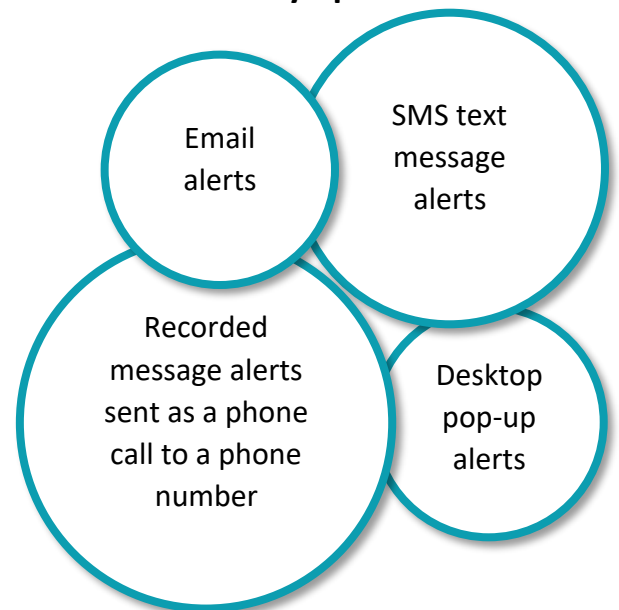 Email
alerts
SMS text
message
alerts
Recorded
message alerts
sent as a phone
call to a phone
number
Desktop
pop-up
alerts